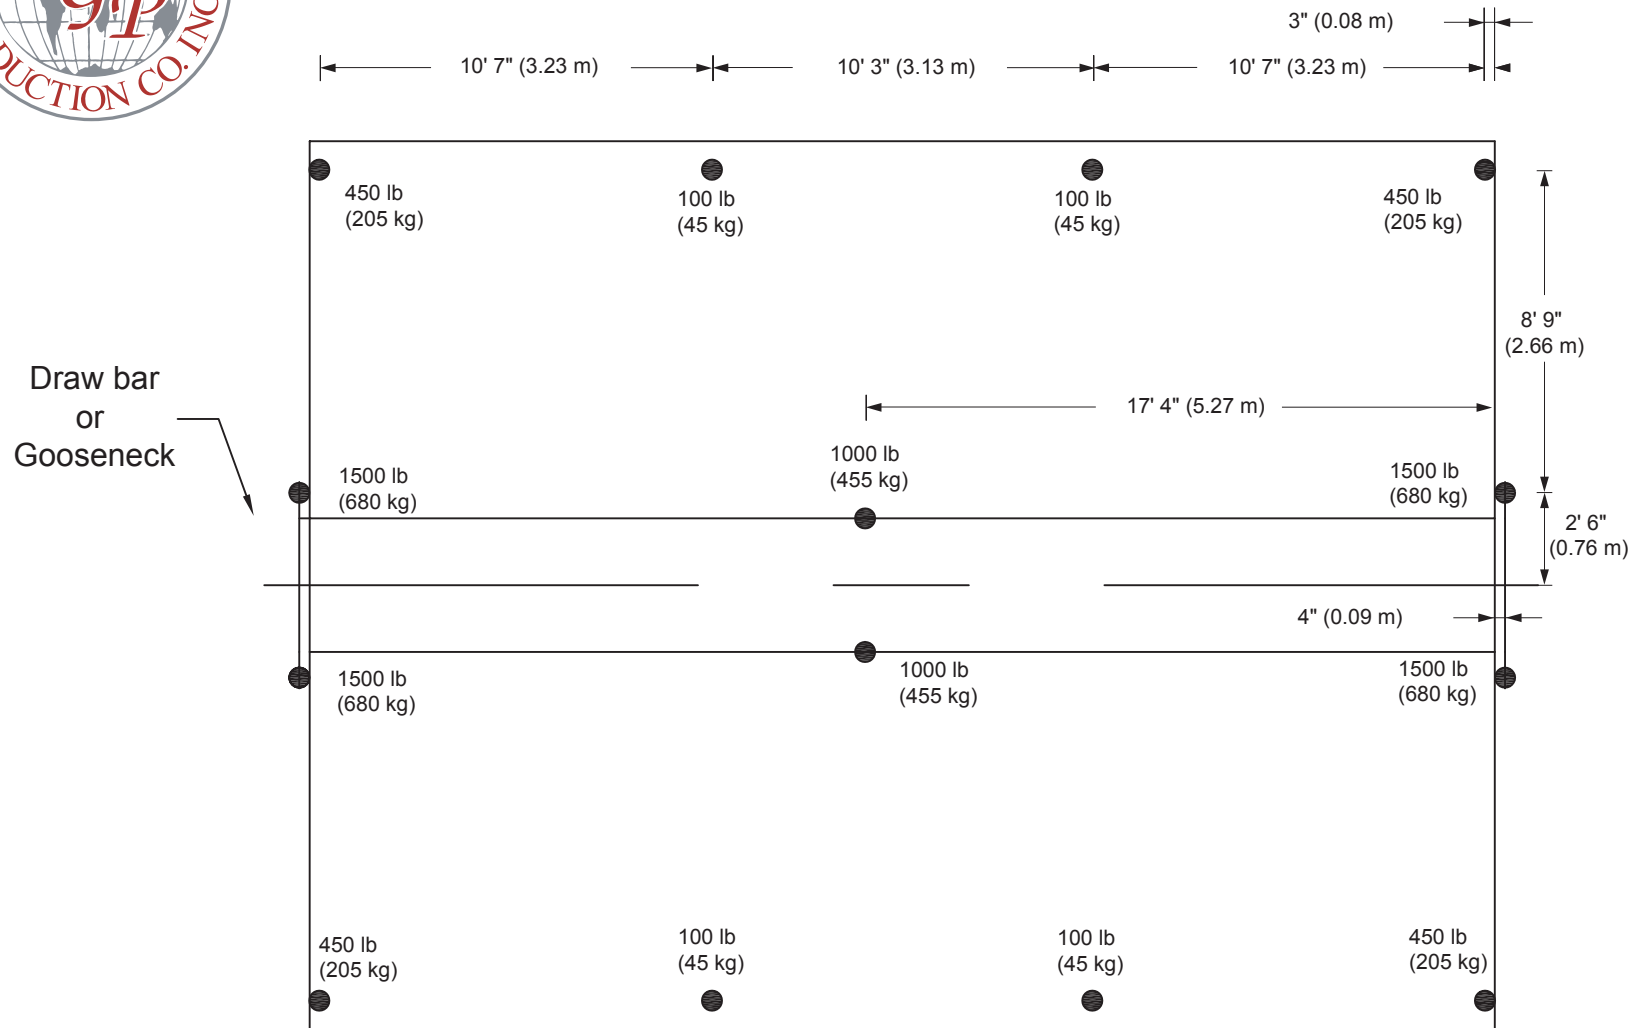 gp
DUCTION CO. INC
3" (0.08 m)
10' 7" (3.23 m)
10' 3" (3.13 m)
10' 7" (3.23 m)
450 lb
(205 kg)
100 lb
(45 kg)
100 lb
(45 kg)
450 lb
(205 kg)
8' 9"
(2.66 m)
Draw bar
or
Gooseneck
17' 4" (5.27 m)
1500 lb
(680 kg)
1000 lb
(455 kg)
1500 lb
(680 kg)
2' 6"
(0.76 m)
4" (0.09 m)
1500 lb
(680 kg)
1000 lb
(455 kg)
1500 lb
(680 kg)
450 lb
(205 kg)
100 lb
(45 kg)
100 lb
(45 kg)
450 lb
(205 kg)